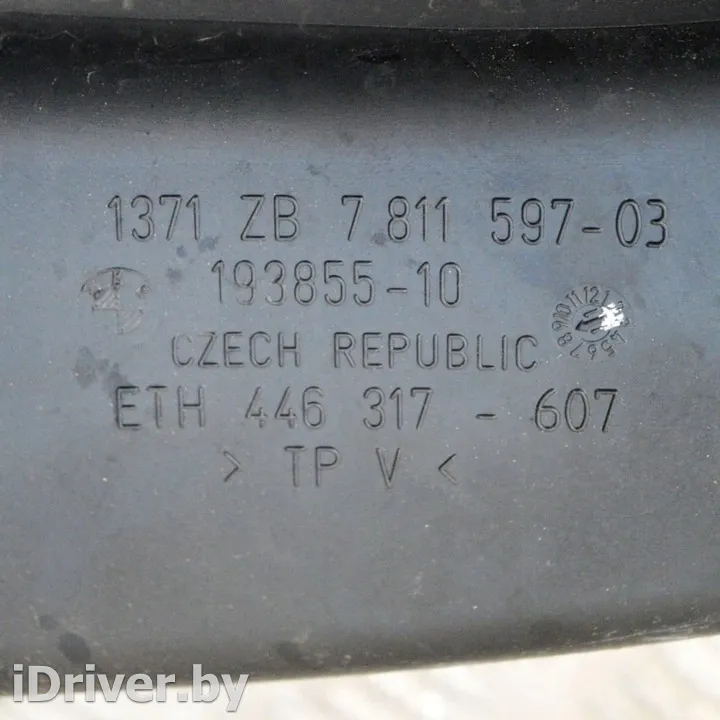 1371 ZB 7 811 597-03
193855-10
CZECH REPUBLIC
ETH 446 317 - 607
> TP V <
iDriver.by